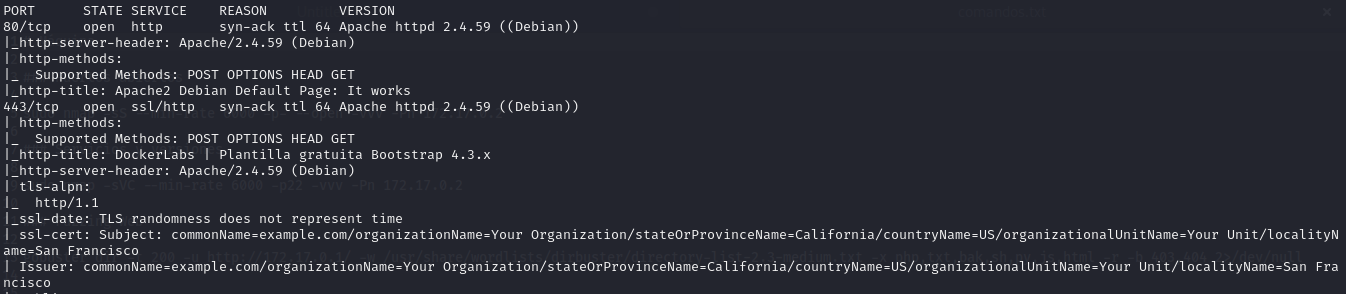 PORT     STATE SERVICE    REASON         VERSION
80/tcp   open  http       syn-ack ttl 64 Apache httpd 2.4.59 ((Debian))
|_http-server-header: Apache/2.4.59 (Debian)
| http-methods:
|_  Supported Methods: POST OPTIONS HEAD GET
|_http-title: Apache2 Debian Default Page: It works
443/tcp  open  ssl/http   syn-ack ttl 64 Apache httpd 2.4.59 ((Debian))
| http-methods:
|_  Supported Methods: POST OPTIONS HEAD GET
|_http-title: DockerLabs | Plantilla gratuita Bootstrap 4.3.x
|_http-server-header: Apache/2.4.59 (Debian)
| tls-alpn:
|_  http/1.1
|_ssl-date: TLS randomness does not represent time
| ssl-cert: Subject: commonName=example.com/organizationName=Your Organization/stateOrProvinceName=California/countryName=US/organizationalUnitName=Your Unit/localityN
ame=San Francisco
| Issuer: commonName=example.com/organizationName=Your Organization/stateOrProvinceName=California/countryName=US/organizationalUnitName=Your Unit/localityName=San Fra
ncisco